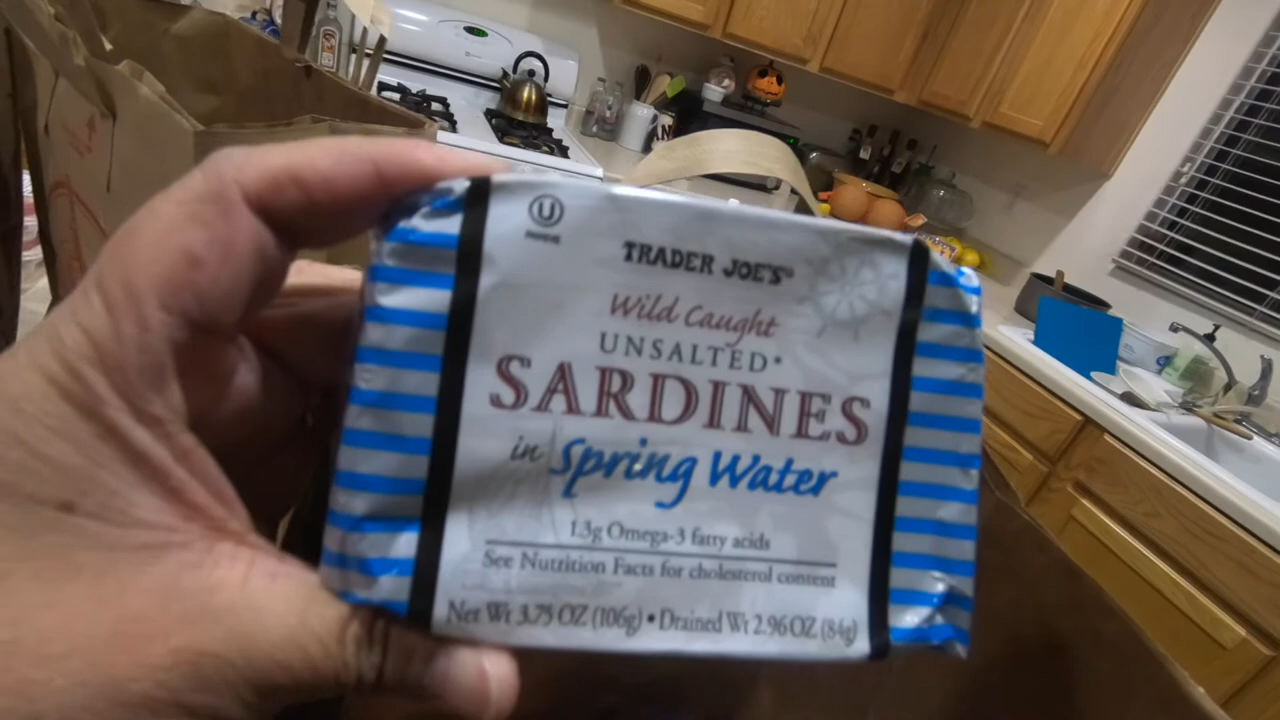 U
TRADER JOE'S®
Wild Caught
UNSALTED*
SARDINES
in Spring Water
1.3g Omega-3 fatty acids
See Nutrition Facts for cholesterol content
Net Wt 3.75 OZ (106g) • Drained Wt 2.96 OZ (84g)